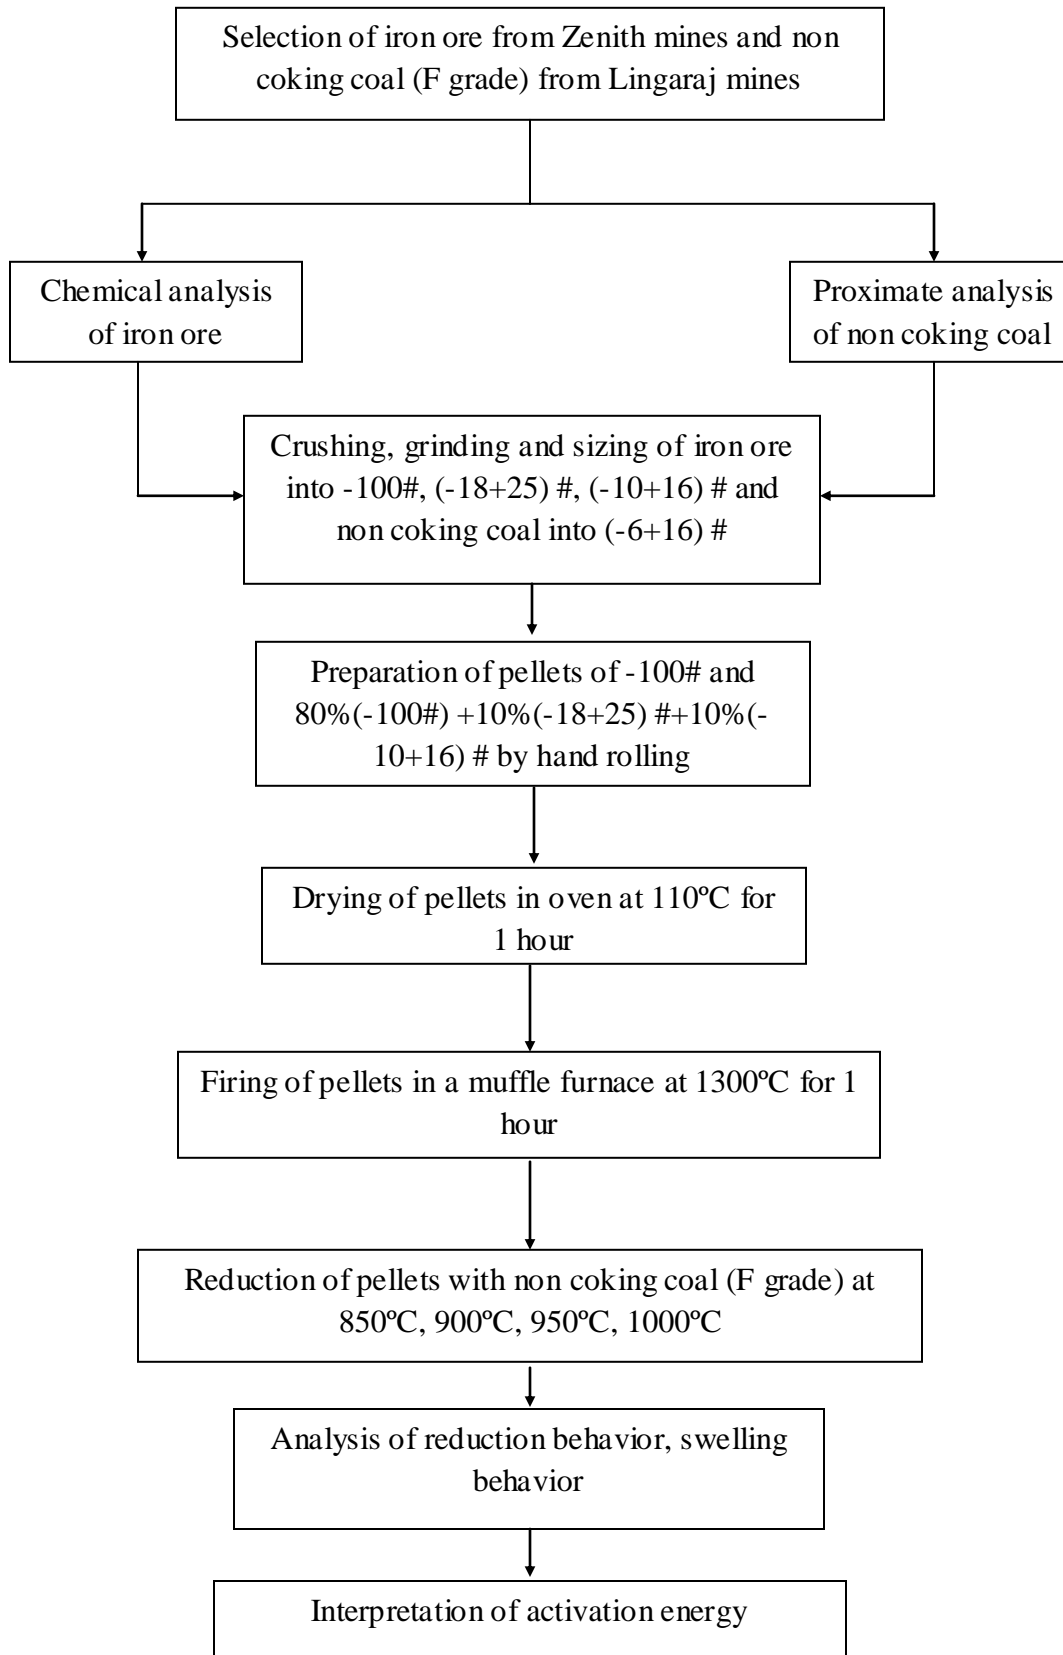 Selection of iron ore from Zenith mines and non
coking coal (F grade) from Lingaraj mines
Chemical analysis
of iron ore
Proximate analysis
of non coking coal
Crushing, grinding and sizing of iron ore
into -100#, (-18+25) #, (-10+16) # and
non coking coal into (-6+16) #
Preparation of pellets of -100# and
80%(-100#) +10%(-18+25) #+10%(-
10+16) # by hand rolling
Drying of pellets in oven at 110ºC for
1 hour
Firing of pellets in a muffle furnace at 1300ºC for 1
hour
Reduction of pellets with non coking coal (F grade) at
850ºC, 900ºC, 950ºC, 1000ºC
Analysis of reduction behavior, swelling
behavior
Interpretation of activation energy